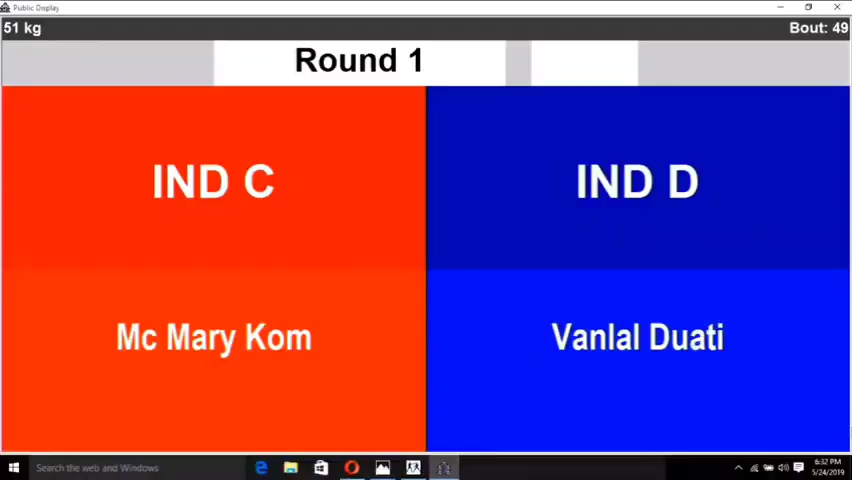 Public Display
51 kg
Bout: 49
Round 1
IND C
IND D
Mc Mary Kom
Vanlal Duati
Search the web and Windows
6:32 PM
5/24/2019